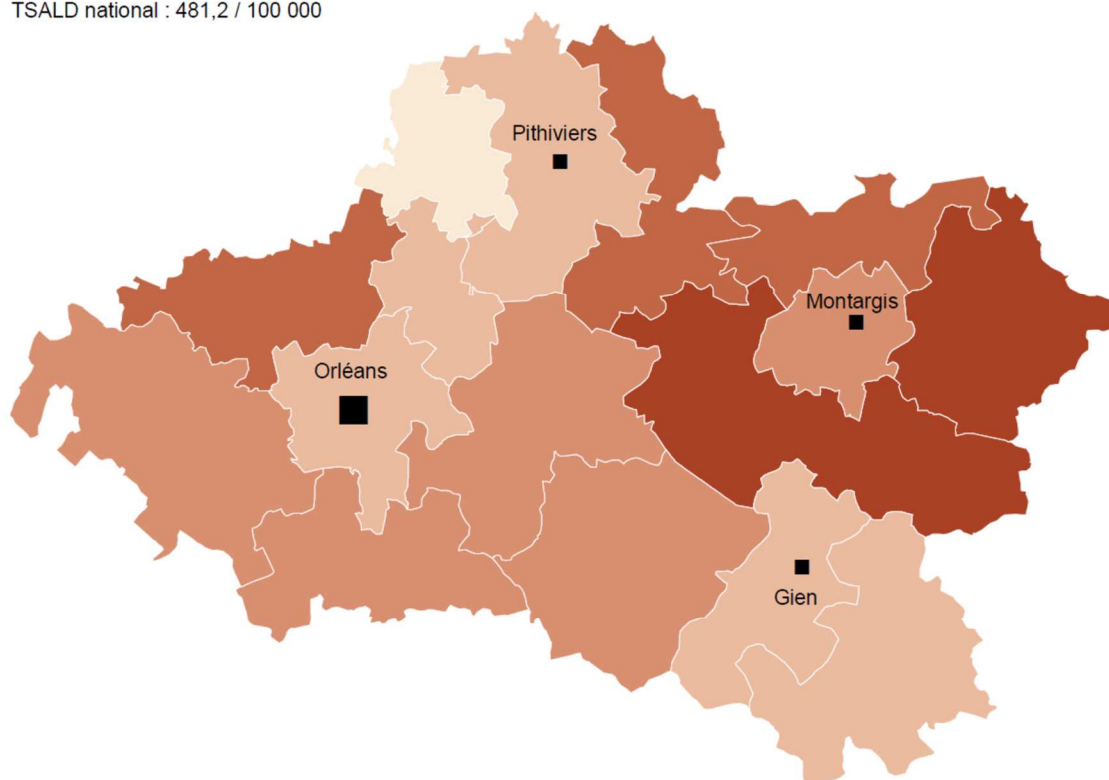 TSALD national : 481,2 / 100 000
Pithiviers
Montargis
Orléans
Gien